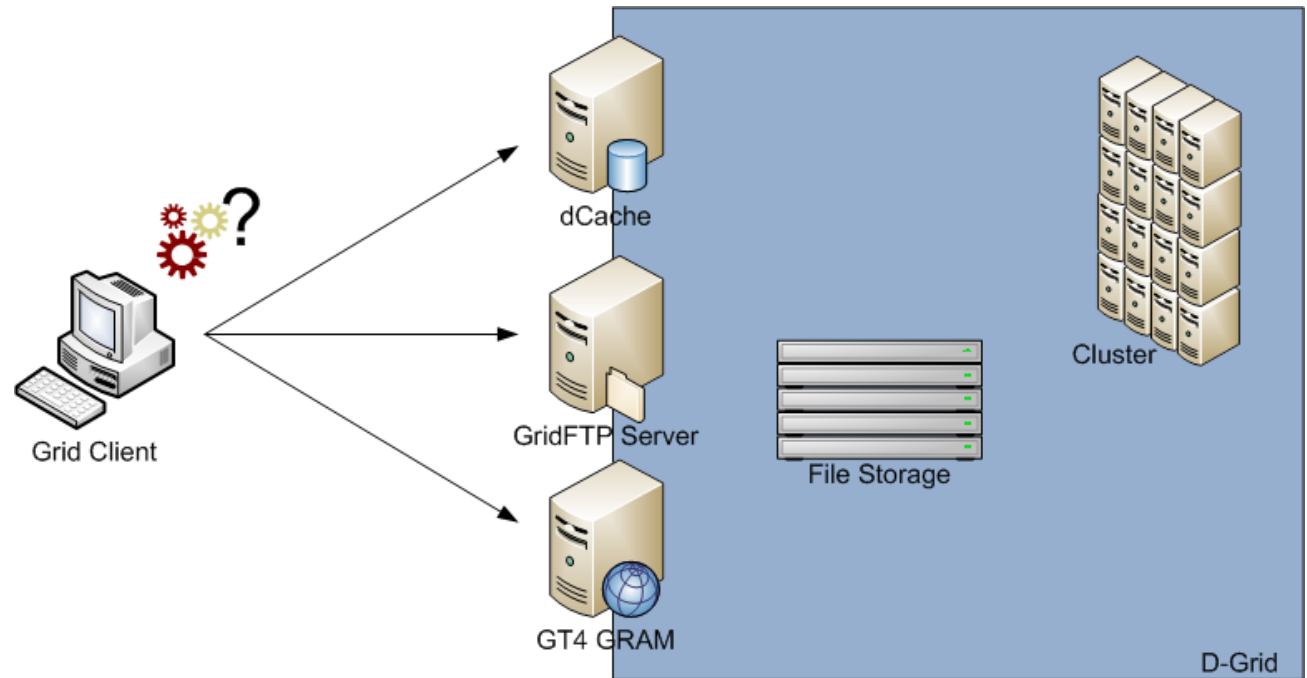 ?
dCache
Cluster
GridFTP Server
Grid Client
File Storage
GT4 GRAM
D-Grid